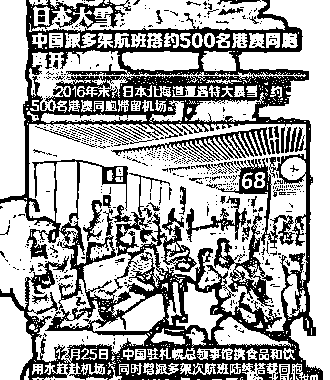 日本大雪
中国派多架航班搭约500名港澳同胞
离开
2016年末，日本北海道遭遇特大暴雪，约
500名港澳同胞滞留机场。
68
12月25日，中国驻札幌总领事馆携食品和饮
用水赶赴机场，同时增派多架次航班陆续搭载同胞